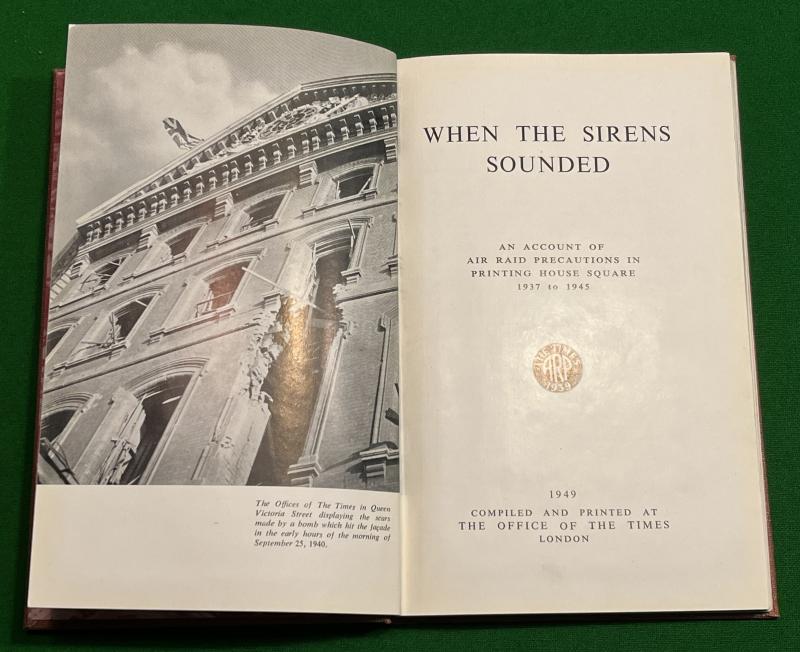 The Offices of The Times in Queen
Victoria Street displaying the scars
made by a bomb which hit the façade
in the early hours of the morning of
September 25, 1940.
WHEN THE SIRENS
SOUNDED
AN ACCOUNT OF
AIR RAID PRECAUTIONS IN
PRINTING HOUSE SQUARE
1937 to 1945
THE TIMES
ARP
1939
1949
COMPILED AND PRINTED AT
THE OFFICE OF THE TIMES
LONDON